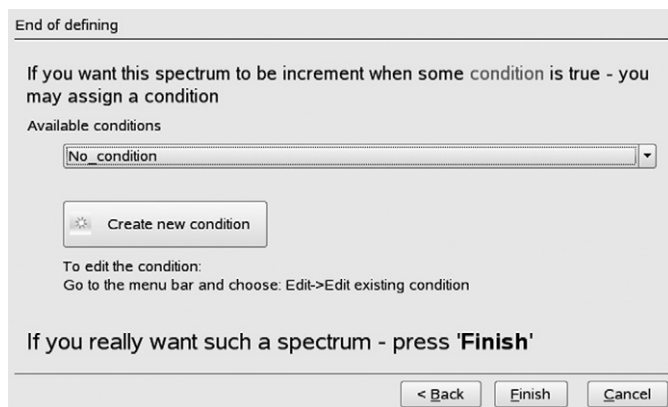 End of defining
If you want this spectrum to be increment when some condition is true - you
may assign a condition
Available conditions
No_condition
Create new condition
To edit the condition:
Go to the menu bar and choose: Edit->Edit existing condition
If you really want such a spectrum - press 'Finish'
< Back
Finish
Cancel